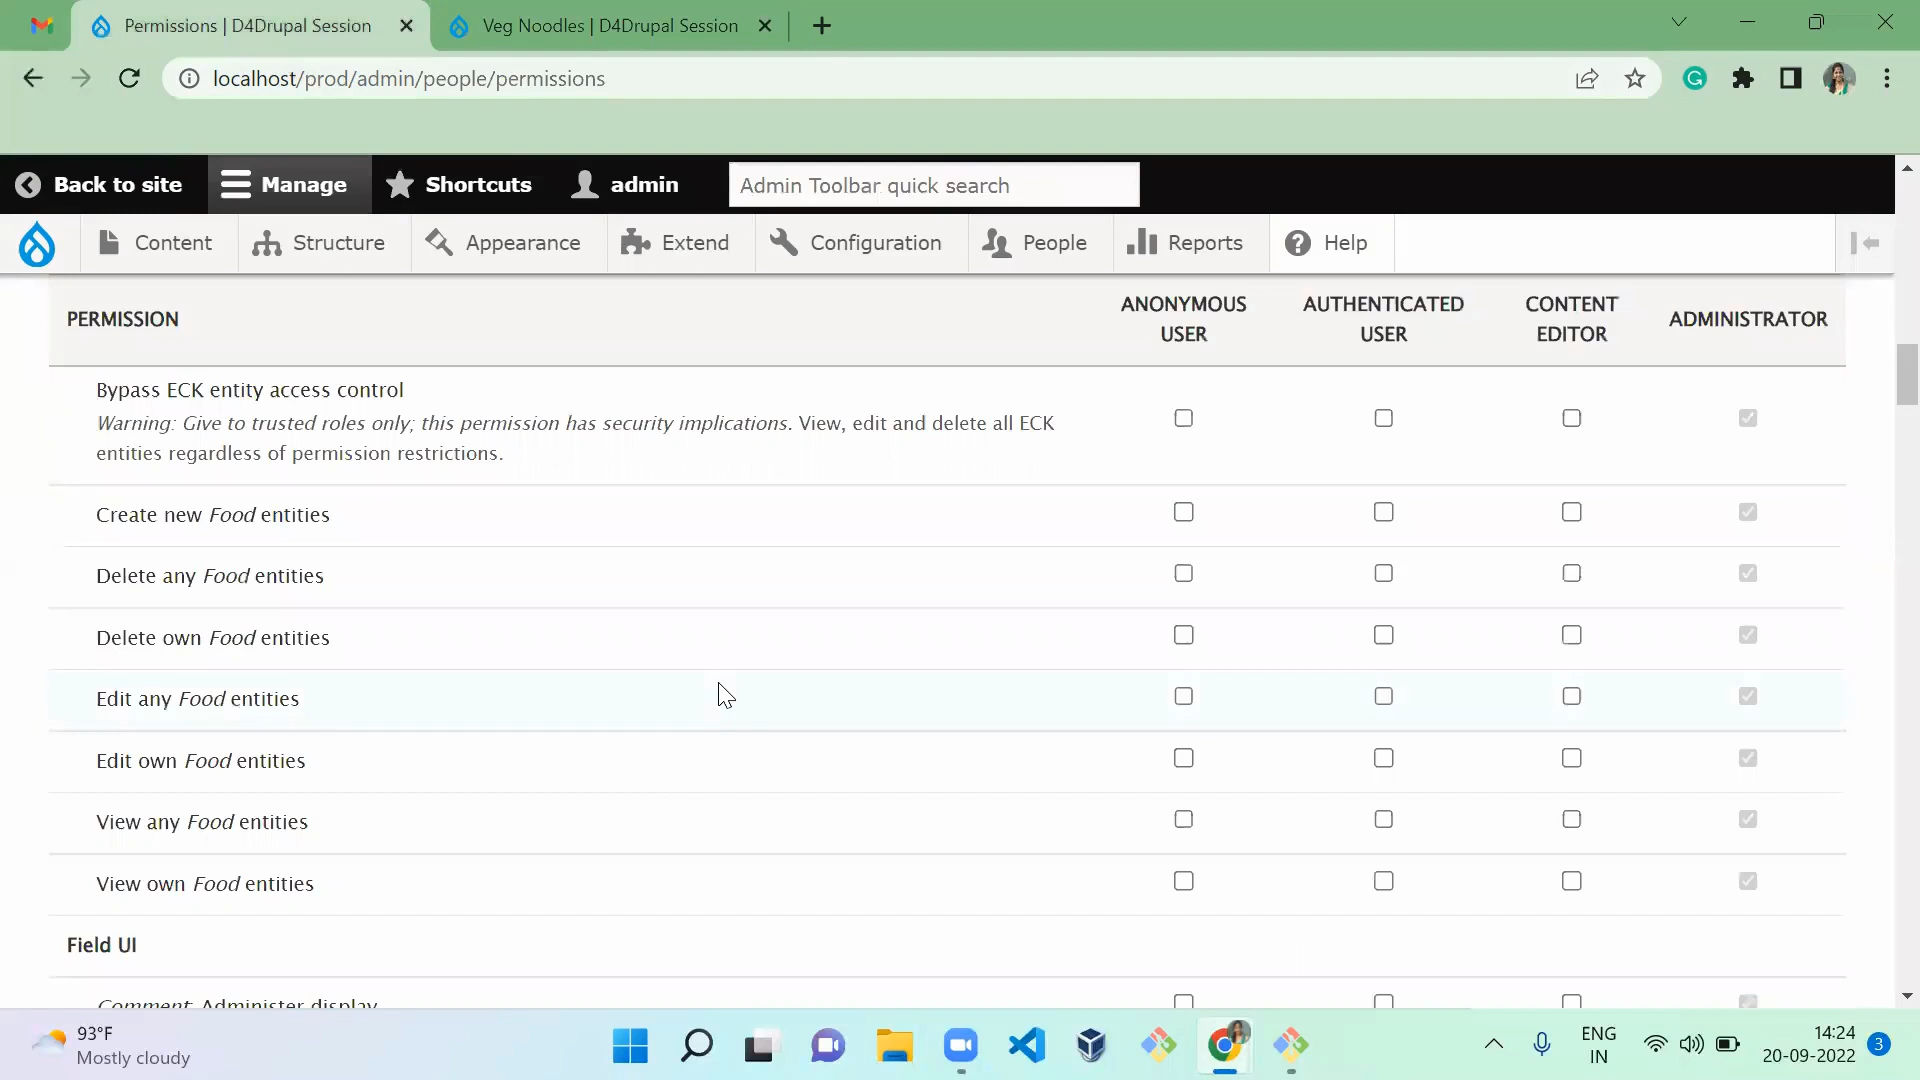 Permissions | D4Drupal Session
Veg Noodles | D4Drupal Session
localhost/prod/admin/people/permissions
Back to site
Manage
Shortcuts
admin
Admin Toolbar quick search
Content
Structure
Appearance
Extend
Configuration
People
Reports
Help
PERMISSION
ANONYMOUS
USER
AUTHENTICATED
USER
CONTENT
EDITOR
ADMINISTRATOR
Bypass ECK entity access control
Warning: Give to trusted roles only; this permission has security implications. View, edit and delete all ECK
entities regardless of permission restrictions.
Create new Food entities
Delete any Food entities
Delete own Food entities
Edit any Food entities
Edit own Food entities
View any Food entities
View own Food entities
Field UI
Comment: Administer display
93°F
Mostly cloudy
ENG
IN
14:24
20-09-2022
3